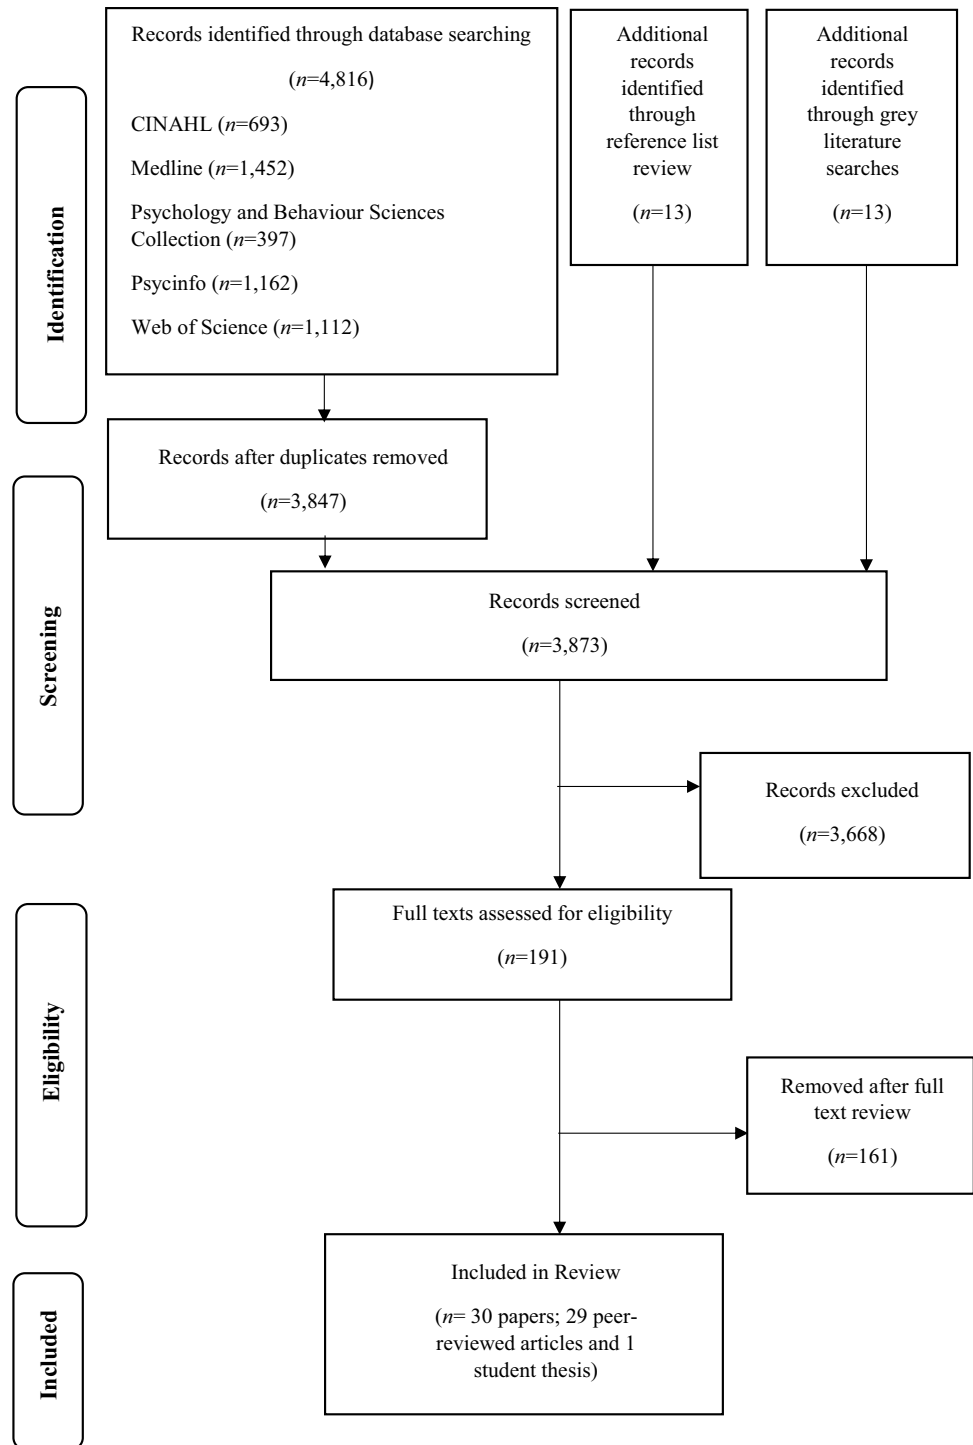 Records identified through database searching
(n=4,816)
CINAHL (n=693)
Medline (n=1,452)
Psychology and Behaviour Sciences
Collection (n=397)
Psycinfo (n=1,162)
Web of Science (n=1,112)
Additional
records
identified
through
reference list
review
(n=13)
Additional
records
identified
through grey
literature
searches
(n=13)
Identification
Records after duplicates removed
(n=3,847)
Screening
Records screened
(n=3,873)
Records excluded
(n=3,668)
Full texts assessed for eligibility
(n=191)
Eligibility
Removed after full
text review
(n=161)
Included in Review
(n= 30 papers; 29 peer-
reviewed articles and 1
student thesis)
Included